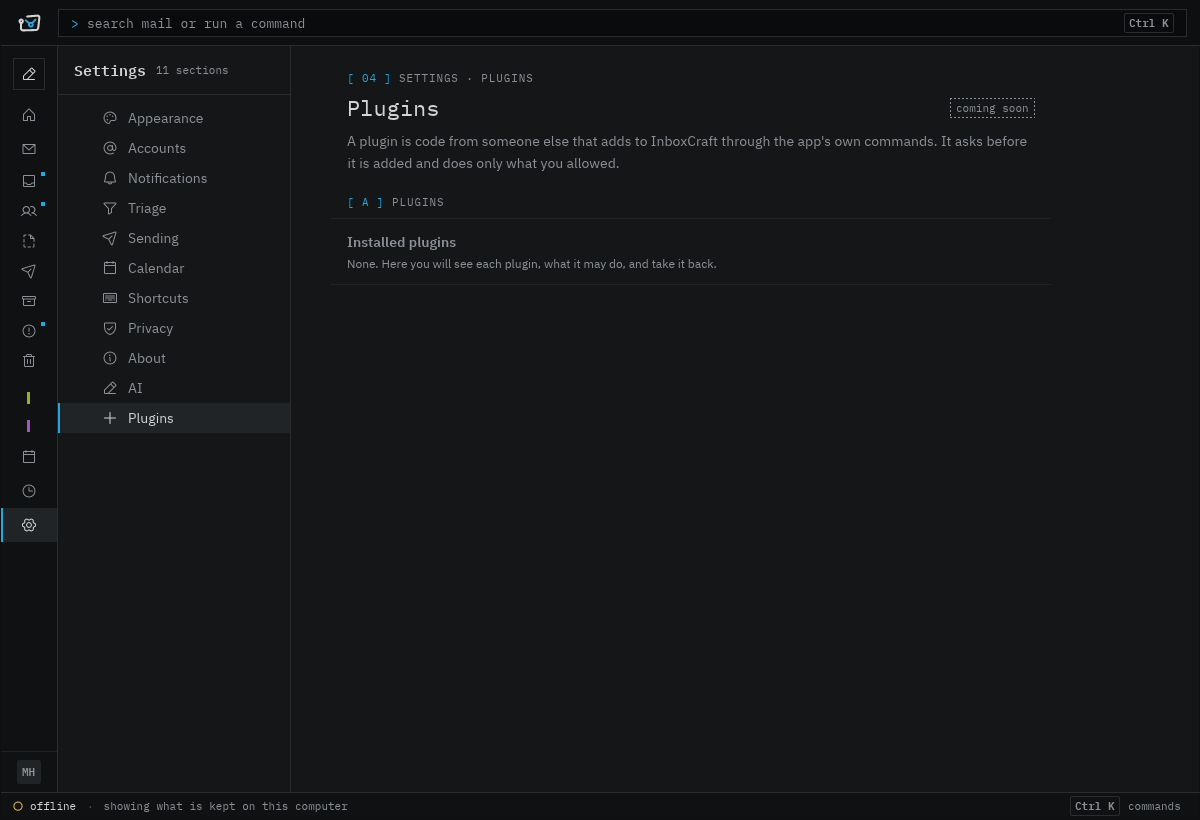 > search mail or run a command
Ctrl K
Settings 11 sections
Appearance
Accounts
Notifications
Triage
Sending
Calendar
Shortcuts
Privacy
About
AI
Plugins
[ 04 ] SETTINGS · PLUGINS
Plugins
coming soon
A plugin is code from someone else that adds to InboxCraft through the app's own commands. It asks before
it is added and does only what you allowed.
[ A ] PLUGINS
Installed plugins
None. Here you will see each plugin, what it may do, and take it back.
MH
offline · showing what is kept on this computer
Ctrl K commands